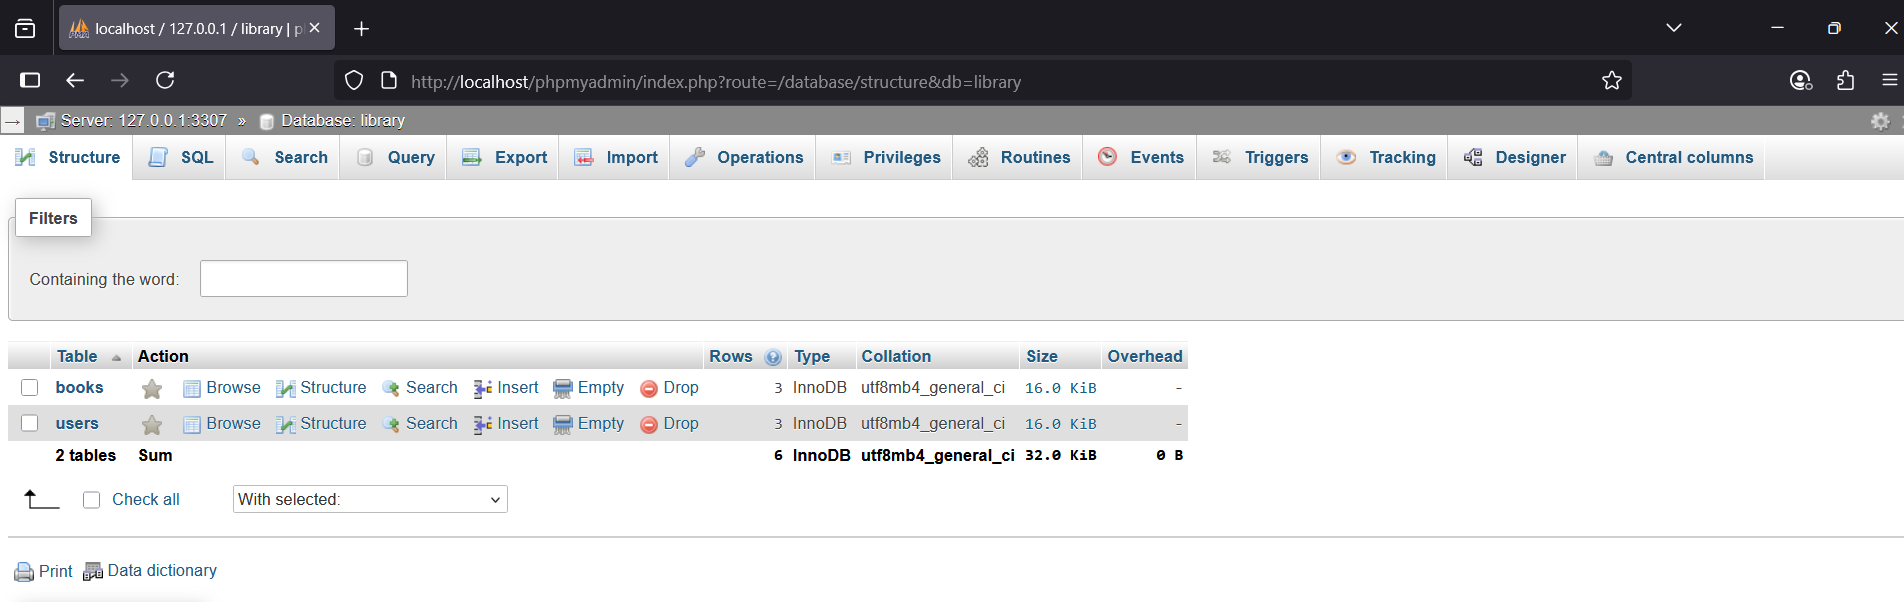 localhost / 127.0.0.1 / library | p
http://localhost/phpmyadmin/index.php?route=/database/structure&db=library
Server: 127.0.0.1:3307 » Database: library
Structure SQL Search Query Export Import Operations Privileges Routines Events Triggers Tracking Designer Central columns
Filters
Containing the word:
Table Action Rows Type Collation Size Overhead
books Browse Structure Search Insert Empty Drop 3 InnoDB utf8mb4_general_ci 16.0 KiB -
users Browse Structure Search Insert Empty Drop 3 InnoDB utf8mb4_general_ci 16.0 KiB -
2 tables Sum 6 InnoDB utf8mb4_general_ci 32.0 KiB 0 B
Check all With selected:
Print Data dictionary